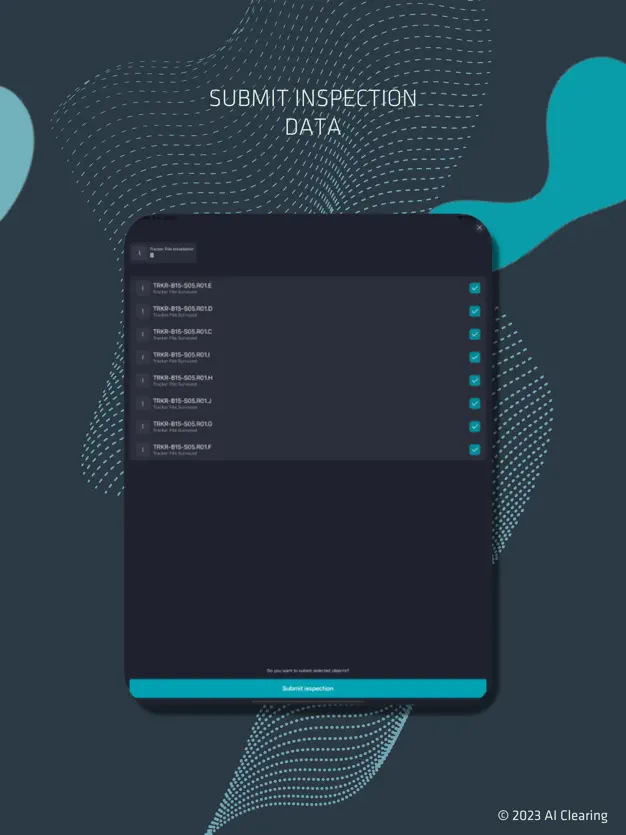 SUBMIT INSPECTION
DATA
Tracker Pile Installation
8
TRKR-B15-S05.R01.E
Tracker Pile Surveyed
TRKR-B15-S05.R01.D
Tracker Pile Surveyed
TRKR-B15-S05.R01.C
Tracker Pile Surveyed
TRKR-B15-S05.R01.I
Tracker Pile Surveyed
TRKR-B15-S05.R01.H
Tracker Pile Surveyed
TRKR-B15-S05.R01.J
Tracker Pile Surveyed
TRKR-B15-S05.R01.G
Tracker Pile Surveyed
TRKR-B15-S05.R01.F
Tracker Pile Surveyed
Do you want to submit selected objects?
Submit inspection
© 2023 AI Clearing